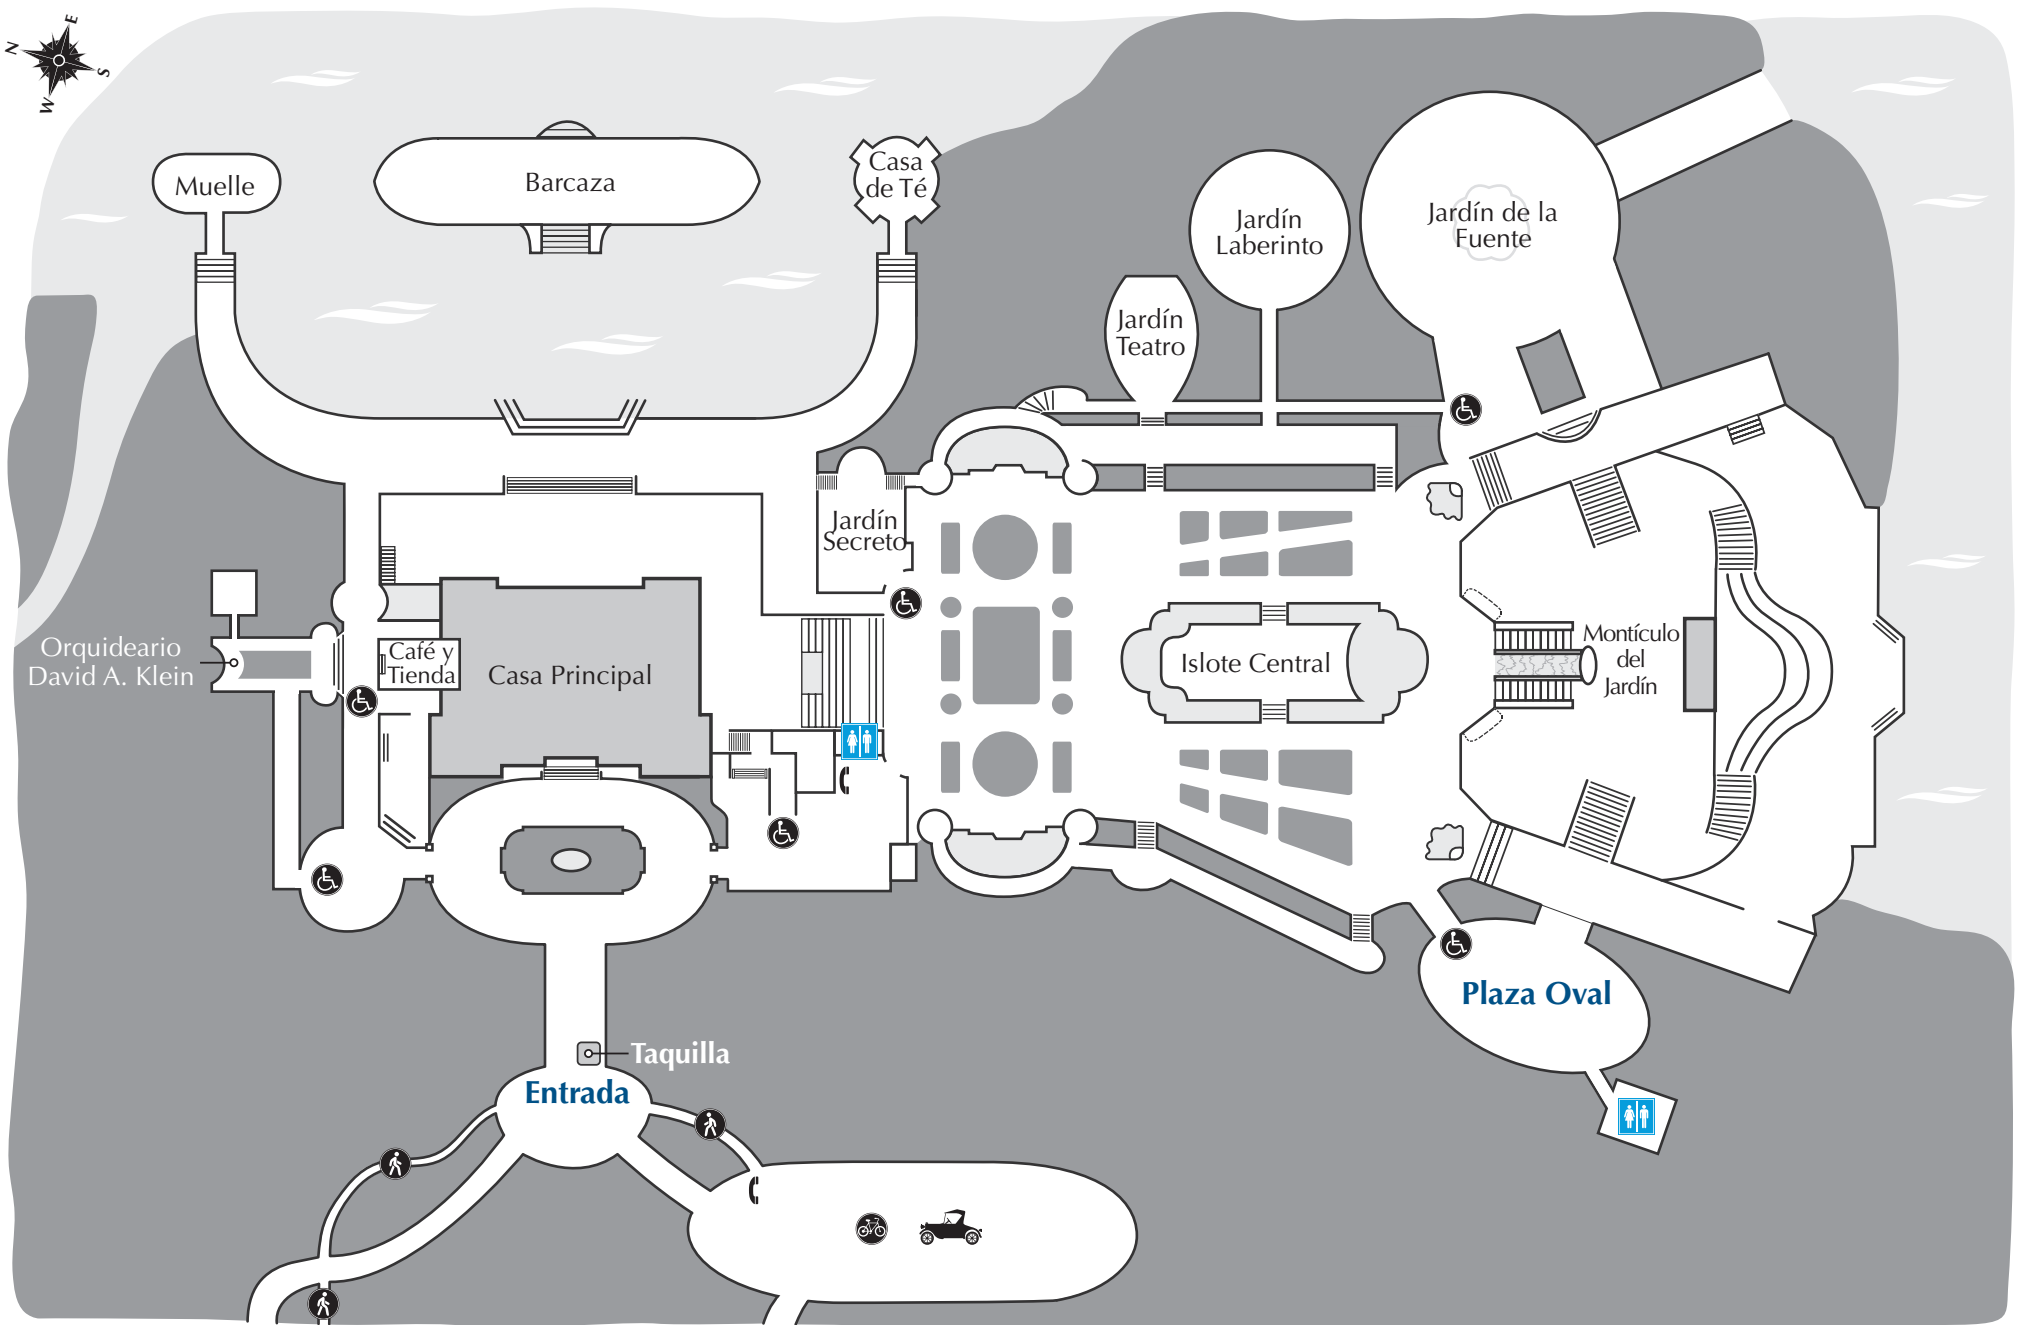 E
N
S
W
Muelle
Barcaza
Casa
de Té
Jardín
Laberinto
Jardín de la
Fuente
Jardín
Teatro
Jardín
Secreto
Orquideario
David A. Klein
Café y
Tienda
Casa Principal
Islote Central
Montículo
del
Jardín
Plaza Oval
Taquilla
Entrada